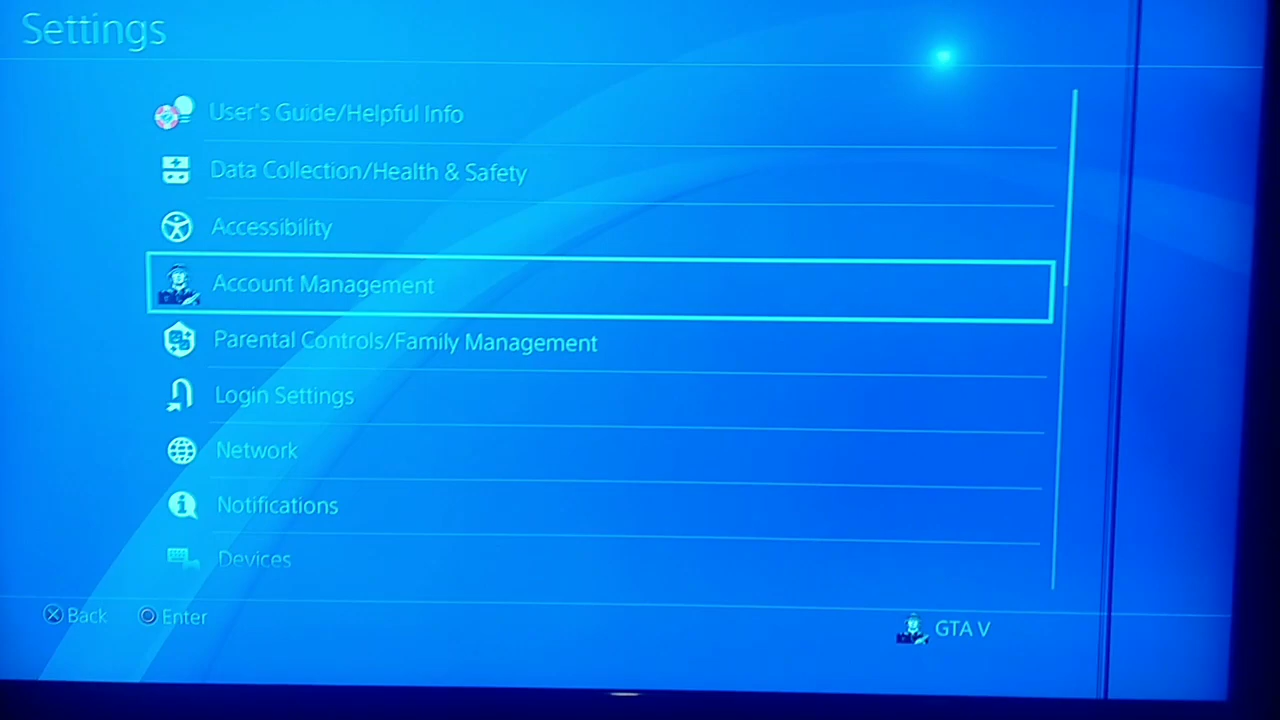 Settings
User's Guide/Helpful Info
Data Collection/Health & Safety
Accessibility
Account Management
Parental Controls/Family Management
Login Settings
Network
Notifications
Devices
Back Enter
GTA V